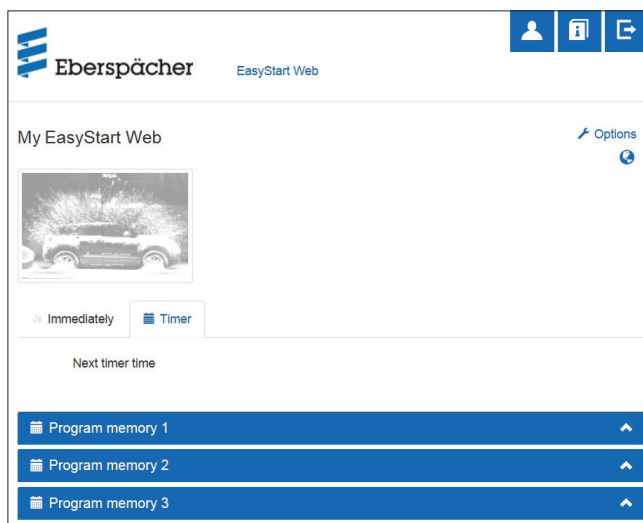 Eberspächer
EasyStart Web
My EasyStart Web
Options
Immediately
Timer
Next timer time
Program memory 1
Program memory 2
Program memory 3